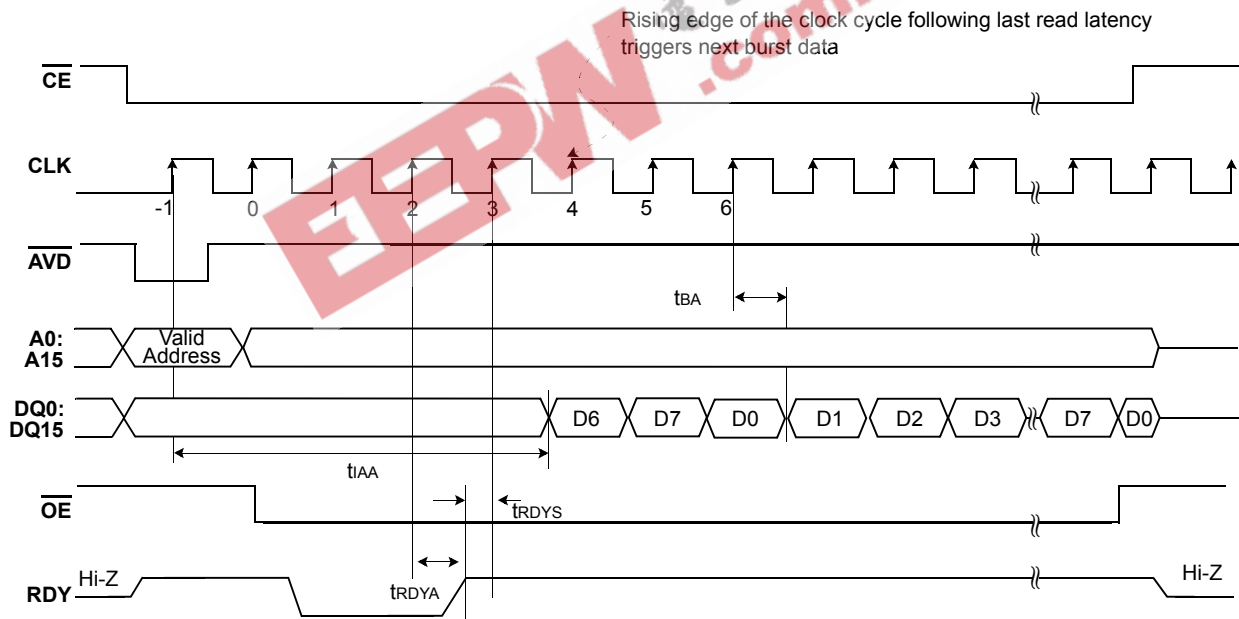 Rising edge of the clock cycle following last read latency
triggers next burst data
CE
CLK
-1 0 1 2 3 4 5 6
AVD
tBA
A0:
A15
Valid
Address
DQ0:
DQ15
D6 D7 D0 D1 D2 D3 D7 D0
tIAA
OE
tRDYS
RDY
Hi-Z
tRDYA
Hi-Z
EEPW
.com